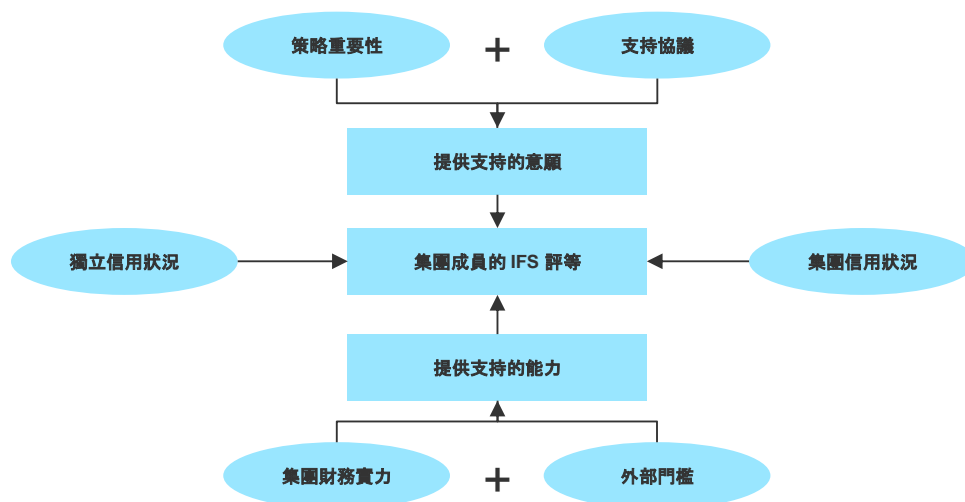 策略重要性
+
支持協議
提供支持的意願
獨立信用狀況
集團成員的 IFS 評等
集團信用狀況
提供支持的能力
集團財務實力
+
外部門檻